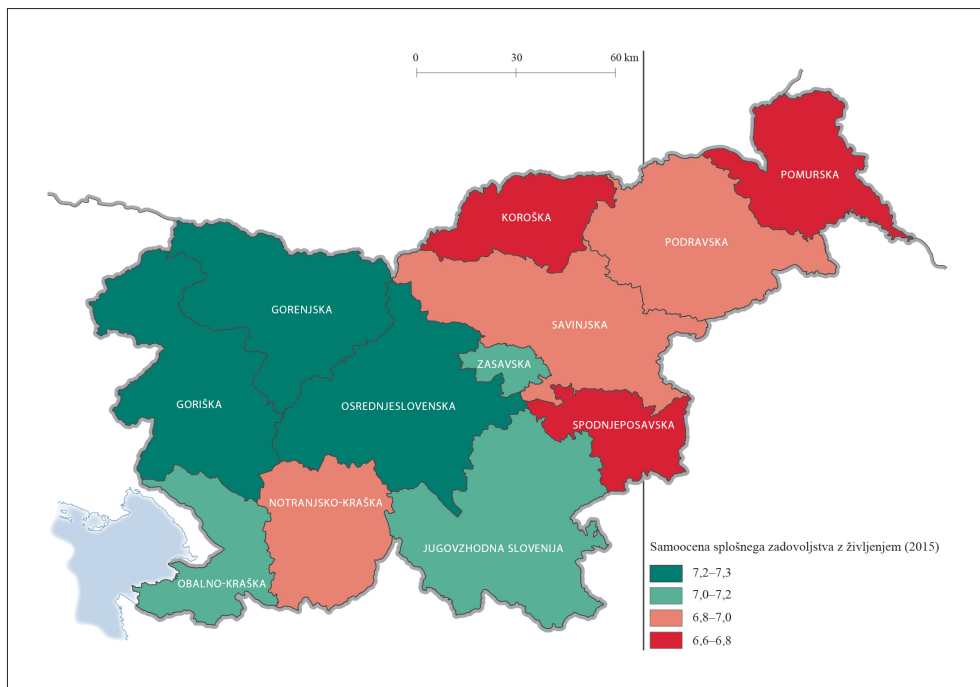 0 30 60 km
POMURSKA
KOROŠKA
PODRAVSKA
GORENJSKA
SAVINJSKA
ZASAVSKA
GORIŠKA
OSREDNJESLOVENSKA
SPODNJEPOSAVSKA
NOTRANJSKO-KRAŠKA
JUGOVZHODNA SLOVENIJA
OBALNO-KRAŠKA
Samoocena splošnega zadovoljstva z življenjem (2015)
7,2–7,3
7,0–7,2
6,8–7,0
6,6–6,8